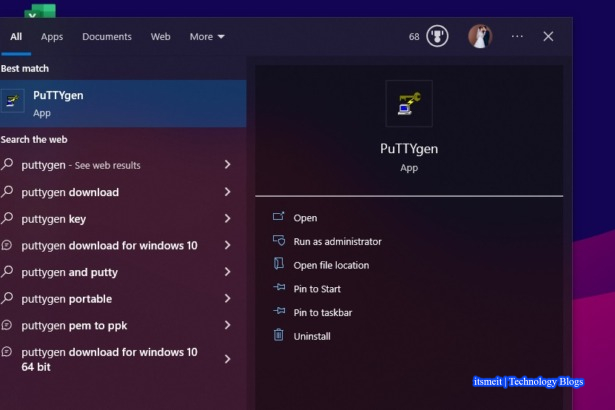 All Apps Documents Web More 68 ...
Best match
PuTTYgen
App
Search the web
puttygen - See web results
puttygen download
puttygen key
puttygen download for windows 10
puttygen and putty
puttygen portable
puttygen pem to ppk
puttygen download for windows 10
64 bit
PuTTYgen
App
Open
Run as administrator
Open file location
Pin to Start
Pin to taskbar
Uninstall
itsmeit | Technology Blogs